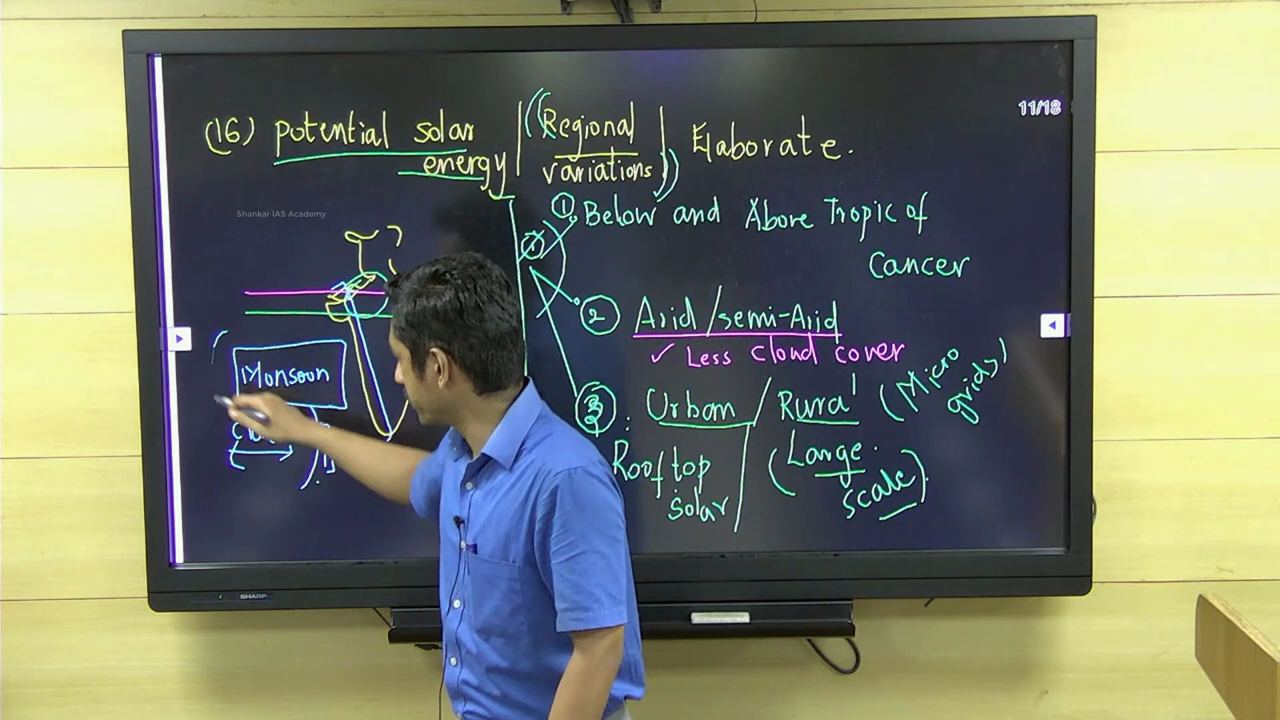 11/18
(16) potential solar energy | ((Regional variations)) | Elaborate.
Shankar IAS Academy
① Below and Above Tropic of
Cancer
?
② Arid / semi-Arid
✓ Less cloud cover
Monsoon
③ : Urban / Rural (Micro grids)
Rooftop solar / (Large scale).
SHARP